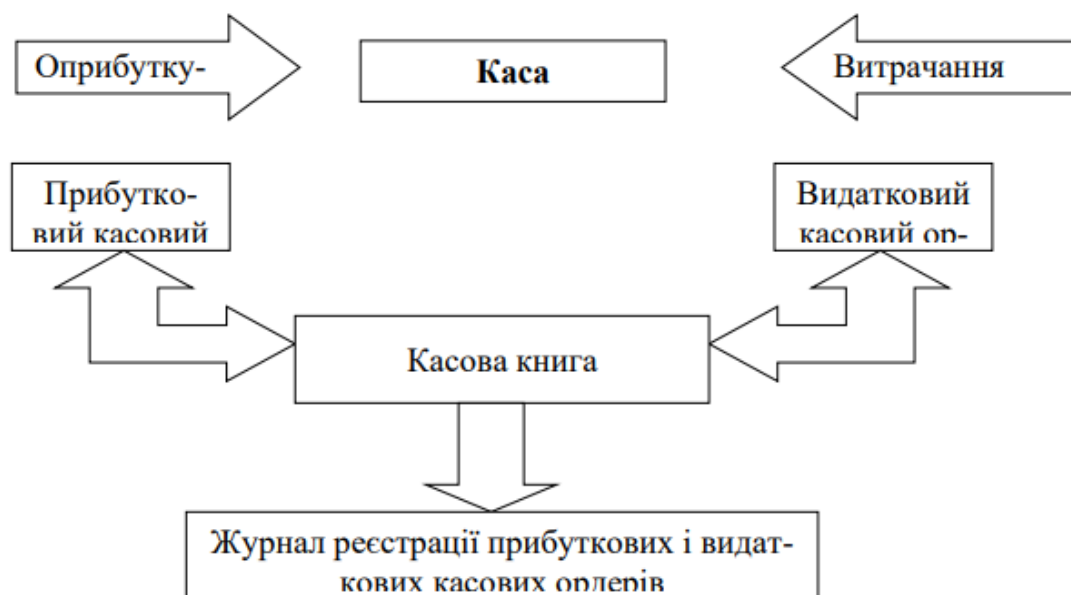 Оприбутку-
Каса
Витрачання
Прибутко-
вий касовий
Видатковий
касовий ор-
Касова книга
Журнал реєстрації прибуткових і видат-
кових касових ордерів